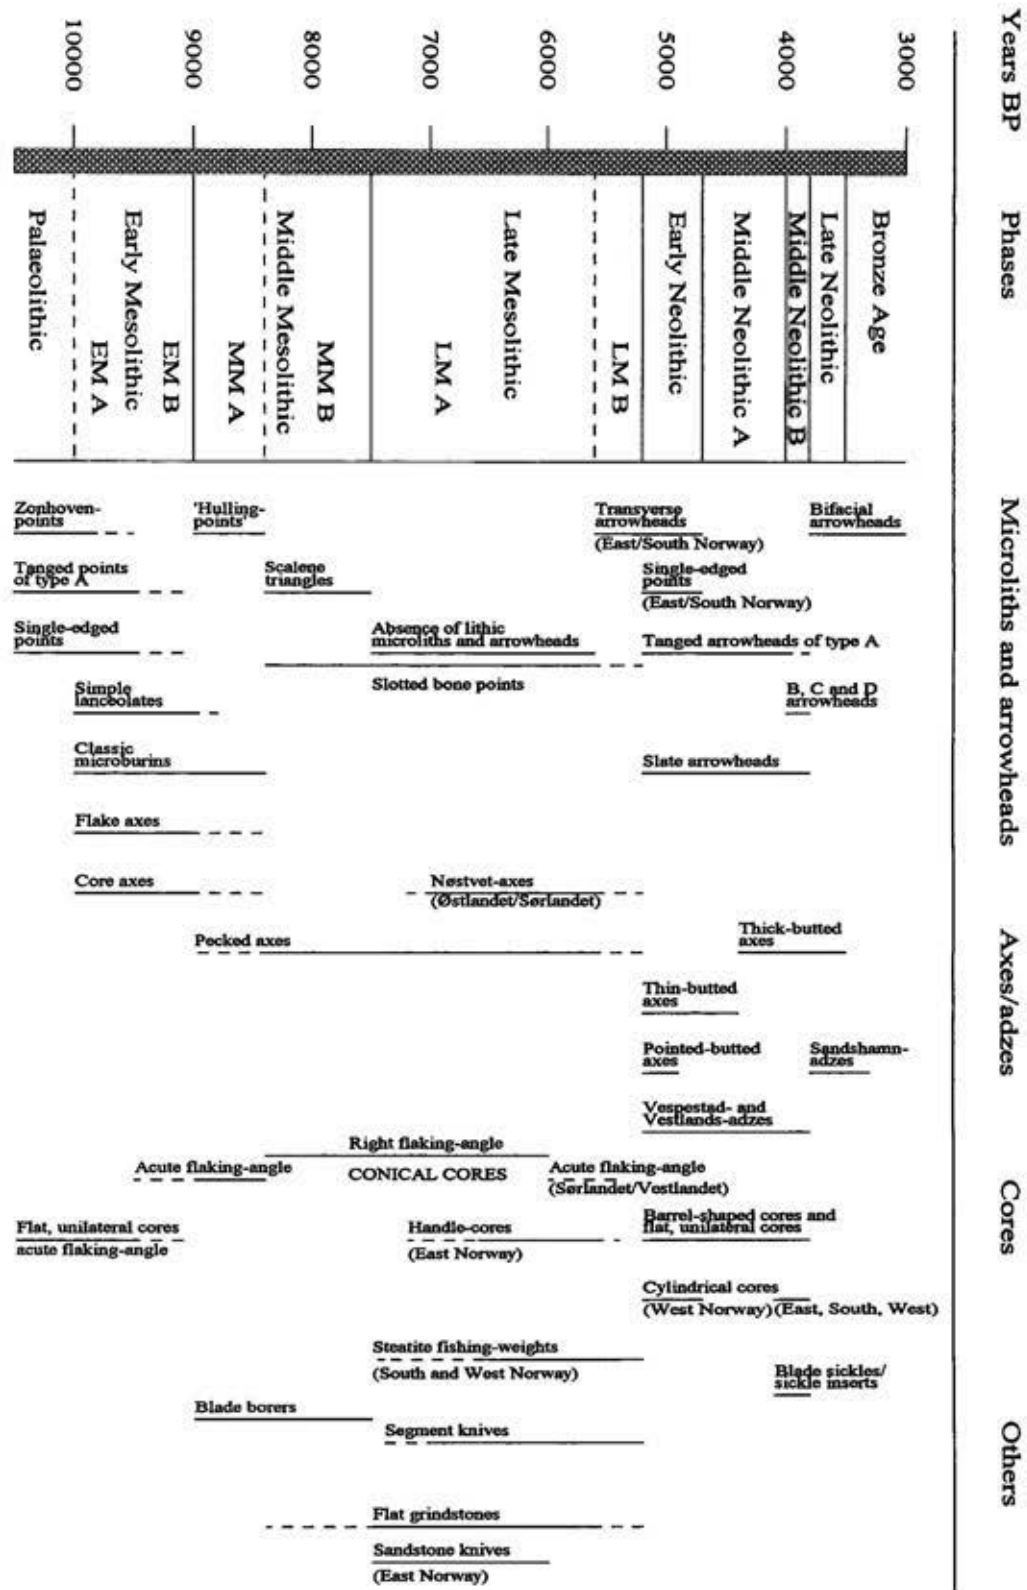 Years BP
10000
9000
8000
7000
6000
5000
4000
3000
Phases
Palaeolithic
Early Mesolithic
EM A
EM B
Middle Mesolithic
MM A
MM B
Late Mesolithic
LM A
LM B
Early Neolithic
Middle Neolithic A
Middle Neolithic B
Late Neolithic
Bronze Age
Microliths and arrowheads
Zonhoven-
points
'Hulling-
points'
Transverse
arrowheads
(East/South Norway)
Bifacial
arrowheads
Tanged points
of type A
Scalene
triangles
Single-edged
points
(East/South Norway)
Single-edged
points
Absence of lithic
microliths and arrowheads
Tanged arrowheads of type A
Slotted bone points
Simple
lanceolates
B, C and D
arrowheads
Classic
microburins
Slate arrowheads
Axes/adzes
Flake axes
Core axes
Nøstvet-axes
(Østlandet/Sørlandet)
Pecked axes
Thick-butted
axes
Thin-butted
axes
Pointed-butted
axes
Sandshamn-
adzes
Vespestad- and
Vestlands-adzes
Cores
Right flaking-angle
Acute flaking-angle
CONICAL CORES
Acute flaking-angle
(Sørlandet/Vestlandet)
Flat, unilateral cores
acute flaking-angle
Handle-cores
(East Norway)
Barrel-shaped cores and
flat, unilateral cores
Cylindrical cores
(West Norway)
(East, South, West)
Others
Steatite fishing-weights
(South and West Norway)
Blade sickles/
sickle inserts
Blade borers
Segment knives
Flat grindstones
Sandstone knives
(East Norway)